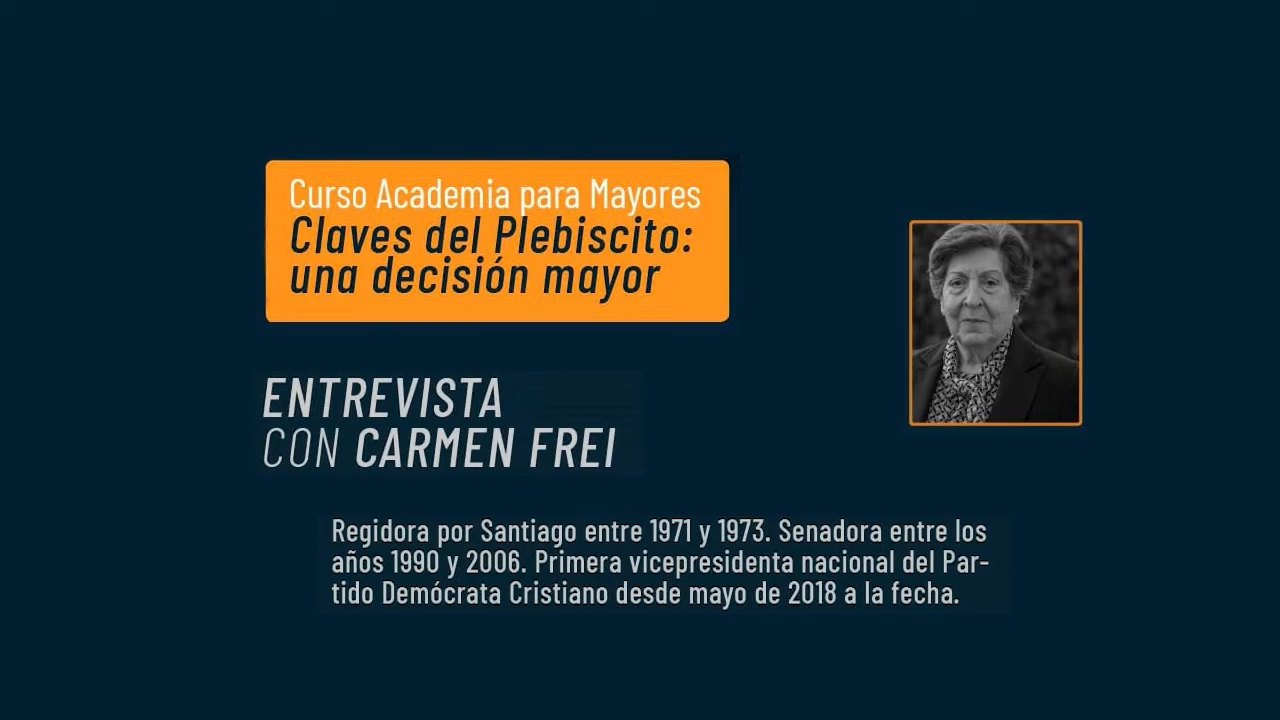 Curso Academia para Mayores
Claves del Plebiscito:
una decisión mayor
ENTREVISTA
CON CARMEN FREI
Regidora por Santiago entre 1971 y 1973. Senadora entre los
años 1990 y 2006. Primera vicepresidenta nacional del Par-
tido Demócrata Cristiano desde mayo de 2018 a la fecha.